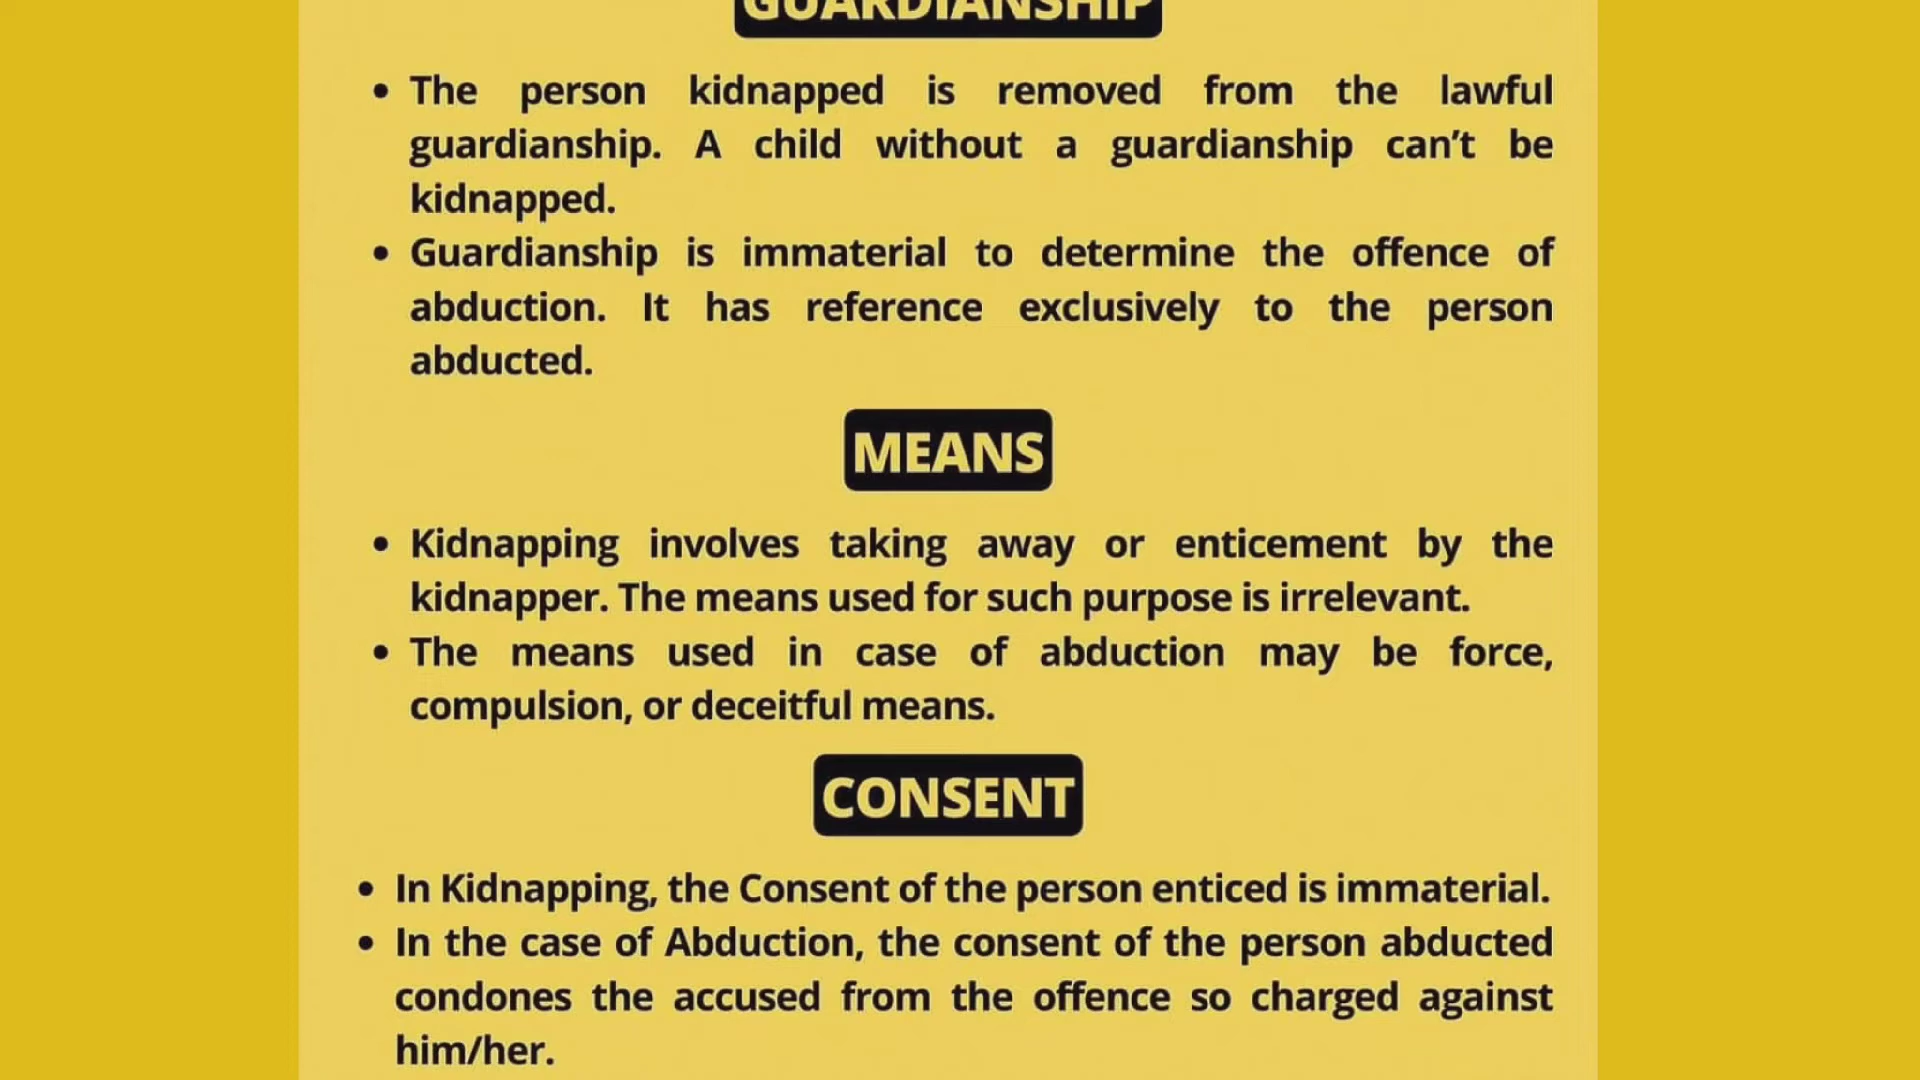 GUARDIANSHIP
• The person kidnapped is removed from the lawful
guardianship. A child without a guardianship can’t be
kidnapped.
• Guardianship is immaterial to determine the offence of
abduction. It has reference exclusively to the person
abducted.
MEANS
• Kidnapping involves taking away or enticement by the
kidnapper. The means used for such purpose is irrelevant.
• The means used in case of abduction may be force,
compulsion, or deceitful means.
CONSENT
• In Kidnapping, the Consent of the person enticed is immaterial.
• In the case of Abduction, the consent of the person abducted
condones the accused from the offence so charged against
him/her.